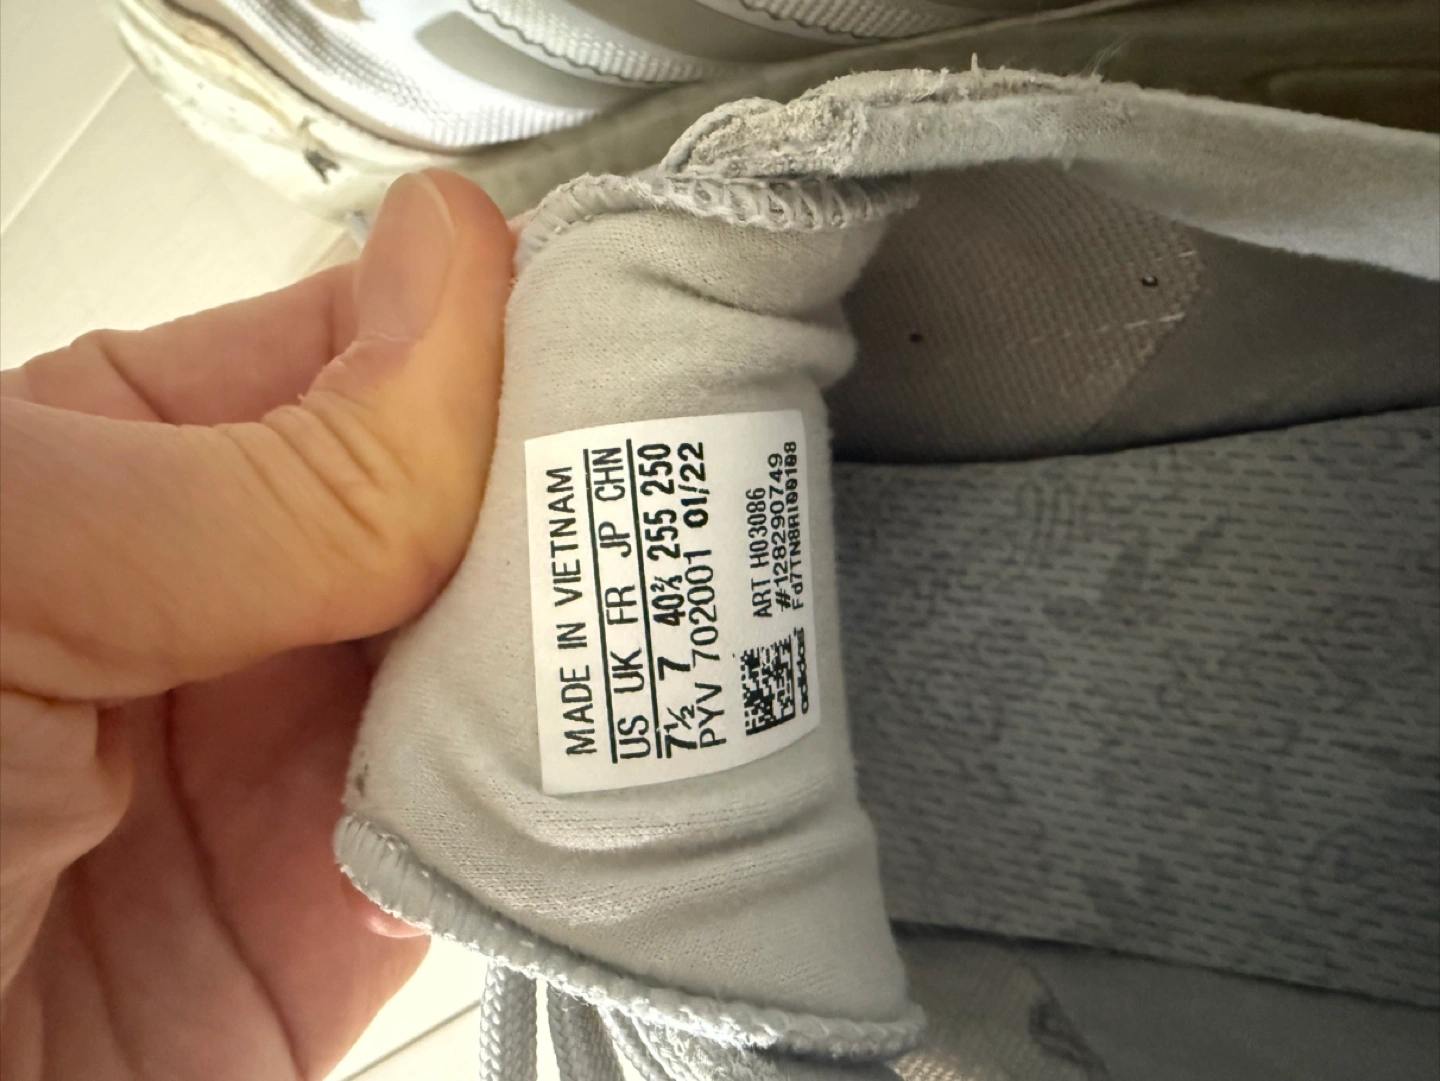 MADE IN VIETNAM
US UK FR JP CHN
7½ 7 40⅔ 255 250
PYV 702001 01/22
ART H03086
#128290749
Fd7TN8RI00108
adidas